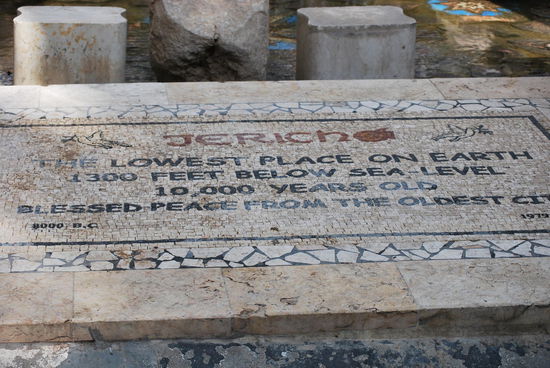 JERICHO
THE LOWEST PLACE ON EARTH
1300 FEET BELOW SEA-LEVEL
10.000 YEARS OLD
BLESSED PEACE FROM THE OLDEST CIT
8000 B.C